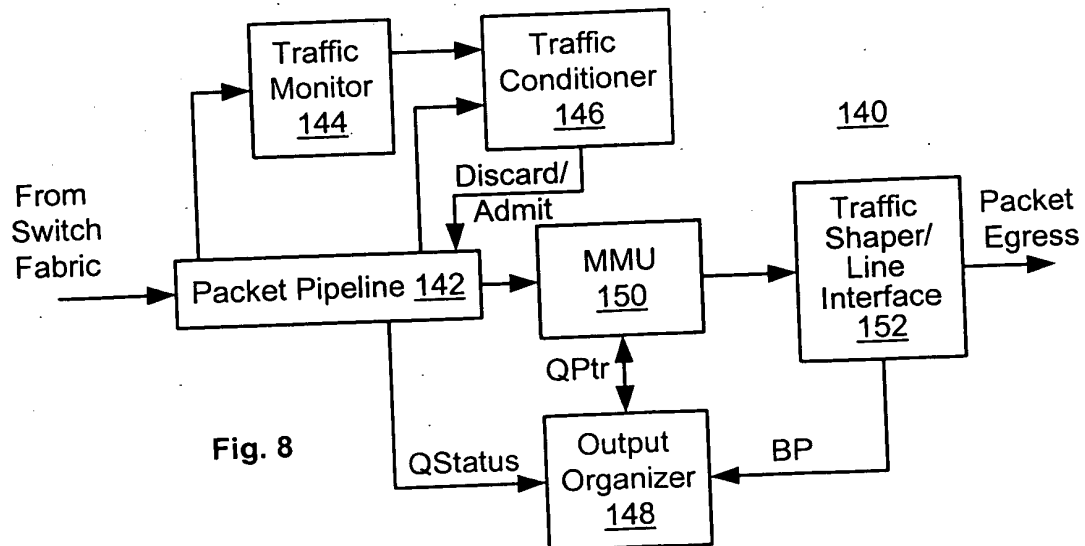 Traffic
Monitor
144
Traffic
Conditioner
146
140
From
Switch
Fabric
Discard/
Admit
Packet Pipeline 142
MMU
150
Traffic
Shaper/
Line
Interface
152
Packet
Egress
QPtr
Fig. 8
QStatus
Output
Organizer
148
BP